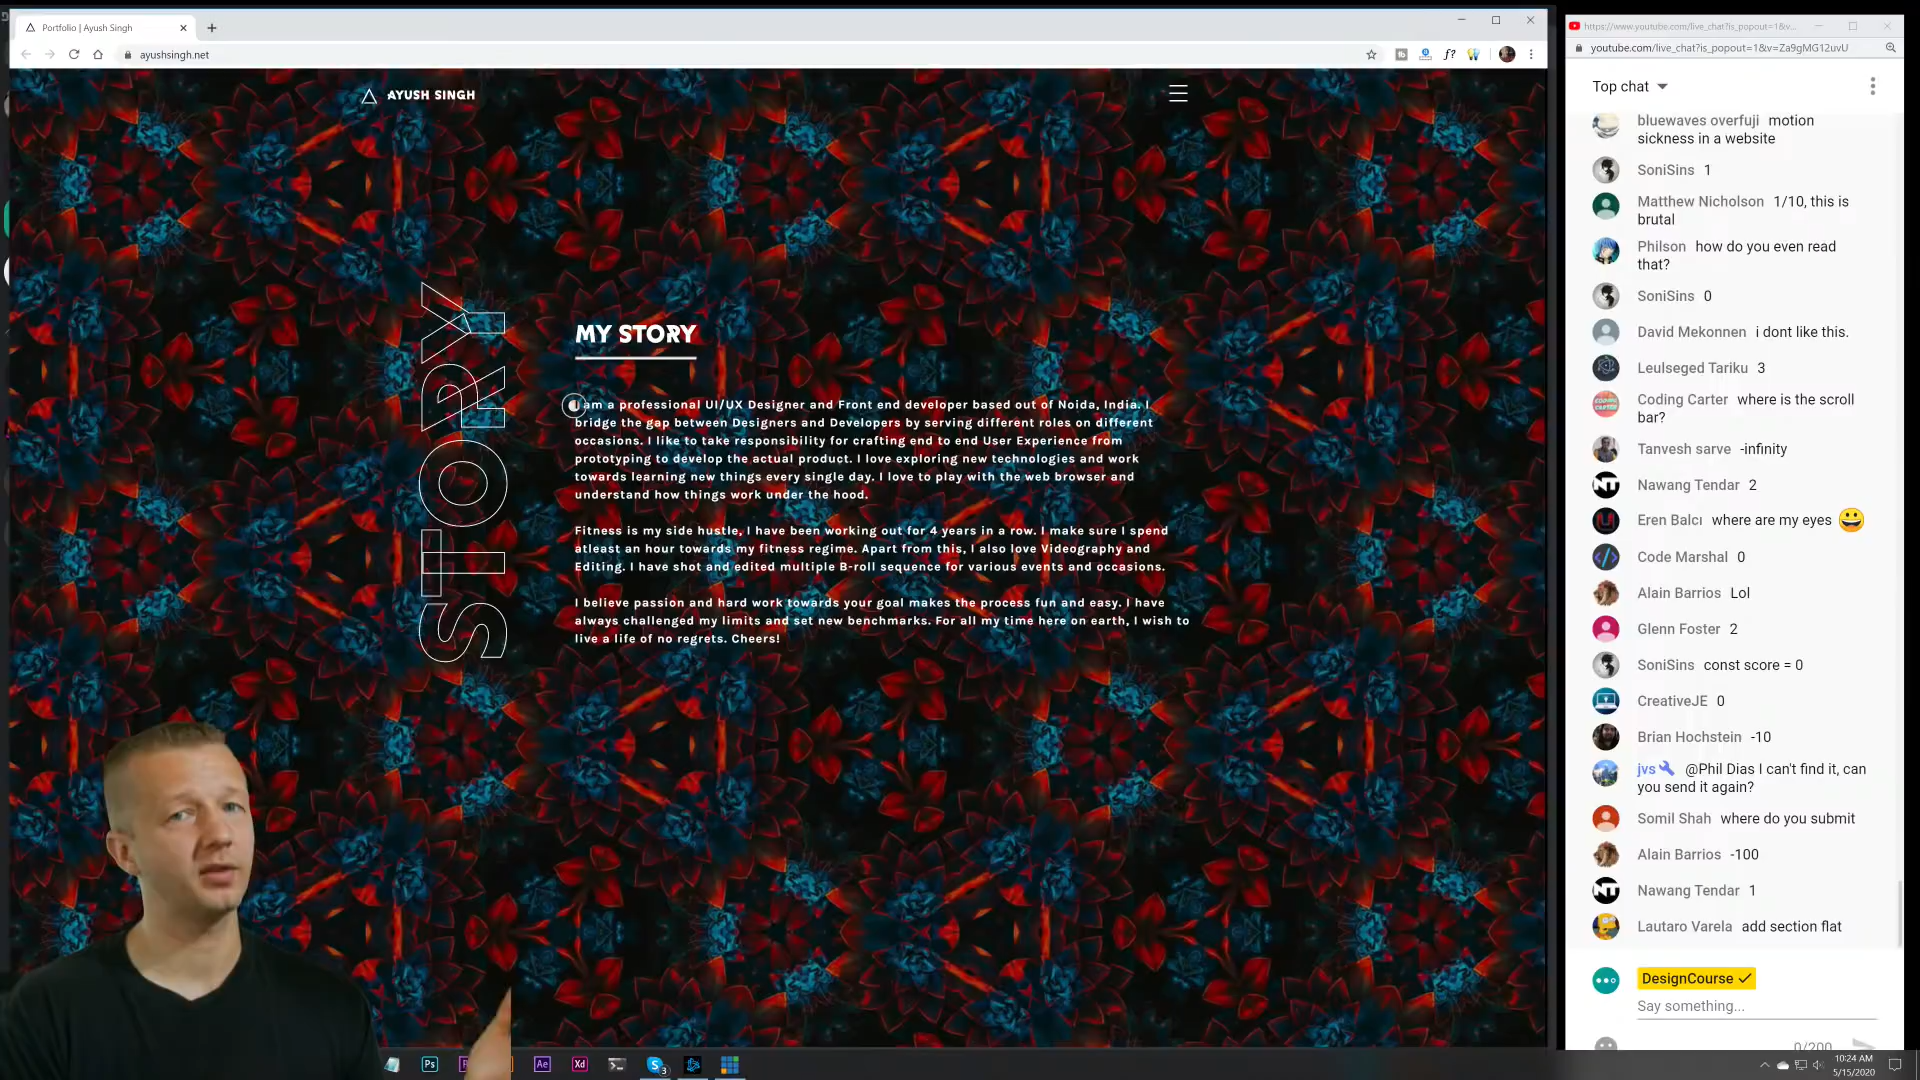 Portfolio | Ayush Singh
ayushsingh.net
AYUSH SINGH
STORY
MY STORY
I am a professional UI/UX Designer and Front end developer based out of Noida, India. I
bridge the gap between Designers and Developers by serving different roles on different
occasions. I like to take responsibility for crafting end to end User Experience from
prototyping to develop the actual product. I love exploring new technologies and work
towards learning new things every single day. I love to play with the web browser and
understand how things work under the hood.
Fitness is my side hustle, I have been working out for 4 years in a row. I make sure I spend
atleast an hour towards my fitness regime. Apart from this, I also love Videography and
Editing. I have shot and edited multiple B-roll sequence for various events and occasions.
I believe passion and hard work towards your goal makes the process fun and easy. I have
always challenged my limits and set new benchmarks. For all my time here on earth, I wish to
live a life of no regrets. Cheers!
https://www.youtube.com/live_chat?is_popout=1&v...
youtube.com/live_chat?is_popout=1&v=Za9gMG12uvU
Top chat
bluewaves overfuji motion
sickness in a website
SoniSins 1
Matthew Nicholson 1/10, this is
brutal
Philson how do you even read
that?
SoniSins 0
David Mekonnen i dont like this.
Leulseged Tariku 3
Coding Carter where is the scroll
bar?
Tanvesh sarve -infinity
Nawang Tendar 2
Eren Balcı where are my eyes 😀
Code Marshal 0
Alain Barrios Lol
Glenn Foster 2
SoniSins const score = 0
CreativeJE 0
Brian Hochstein -10
jvs @Phil Dias I can't find it, can
you send it again?
Somil Shah where do you submit
Alain Barrios -100
Nawang Tendar 1
Lautaro Varela add section flat
DesignCourse
Say something...
0/200
Ps
Ae
Xd
10:24 AM
5/15/2020